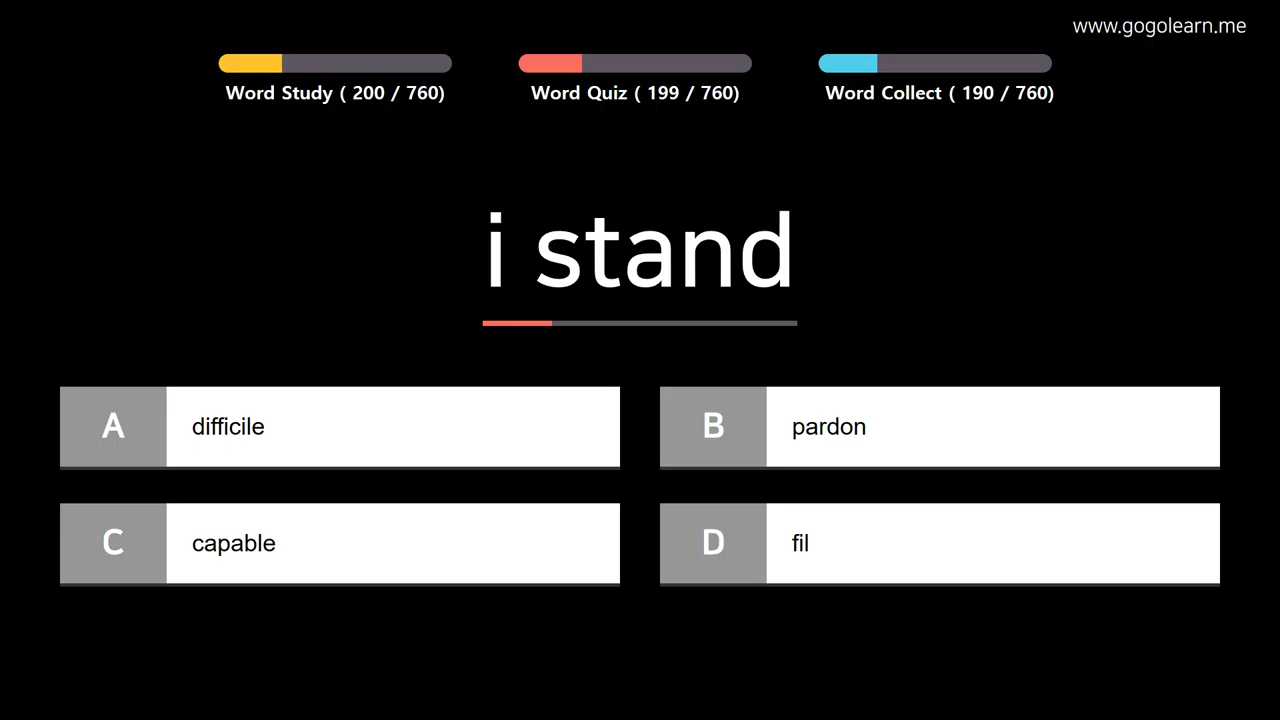 www.gogolearn.me
Word Study ( 200 / 760)
Word Quiz ( 199 / 760)
Word Collect ( 190 / 760)
i stand
A difficile
B pardon
C capable
D fil